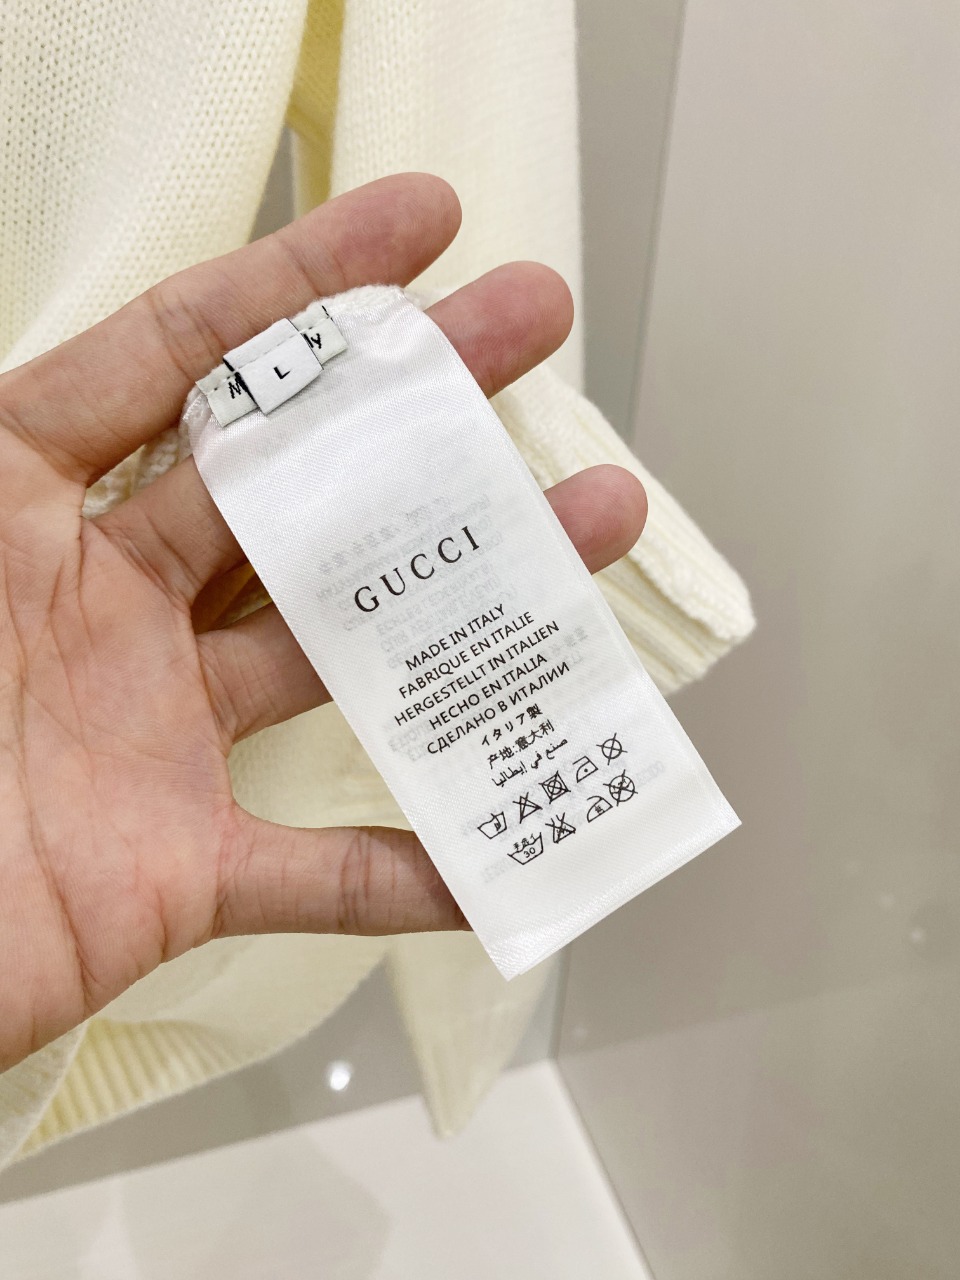 L
GUCCI
MADE IN ITALY
FABRIQUE EN ITALIE
HERGESTELLT IN ITALIEN
HECHO EN ITALIA
СДЕЛАНО В ИТАЛИИ
イタリア製
产地:意大利
صنع في إيطاليا
30